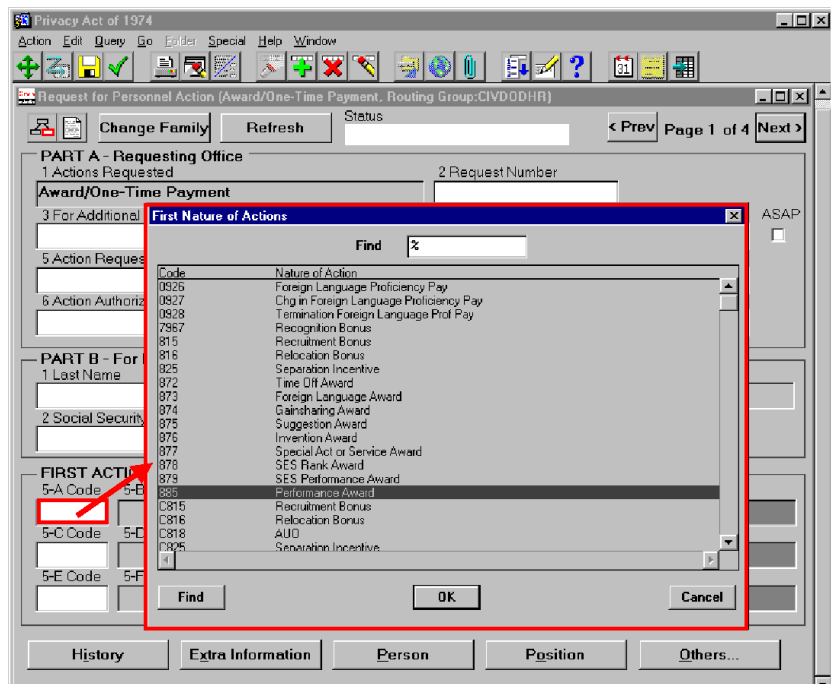 Privacy Act of 1974
Action Edit Query Go Folder Special Help Window
31
Request for Personnel Action (Award/One-Time Payment, Routing Group:CIVDODHR)
Change Family Refresh Status < Prev Page 1 of 4 Next >
PART A - Requesting Office
1 Actions Requested 2 Request Number
Award/One-Time Payment
3 For Additional ASAP
First Nature of Actions
Find %
5 Action Reques
Code Nature of Action
0926 Foreign Language Proficiency Pay
0927 Chg in Foreign Language Proficiency Pay
6 Action Authoriz
0928 Termination Foreign Language Prof Pay
7967 Recognition Bonus
815 Recruitment Bonus
816 Relocation Bonus
PART B - For
825 Separation Incentive
1 Last Name
872 Time Off Award
873 Foreign Language Award
874 Gainsharing Award
2 Social Security
875 Suggestion Award
876 Invention Award
877 Special Act or Service Award
878 SES Rank Award
FIRST ACTI
879 SES Performance Award
5-A Code 5-B
885 Performance Award
C815 Recruitment Bonus
C816 Relocation Bonus
5-C Code 5-D
C818 AUO
C825 Separation Incentive
5-E Code 5-F
Find OK Cancel
History Extra Information Person Position Others...